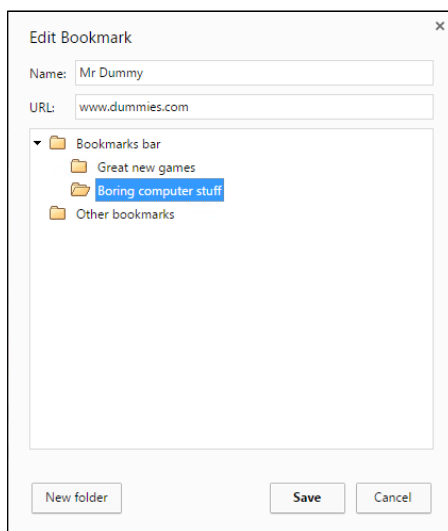 Edit Bookmark
Name: Mr Dummy
URL: www.dummies.com
Bookmarks bar
Great new games
Boring computer stuff
Other bookmarks
New folder Save Cancel